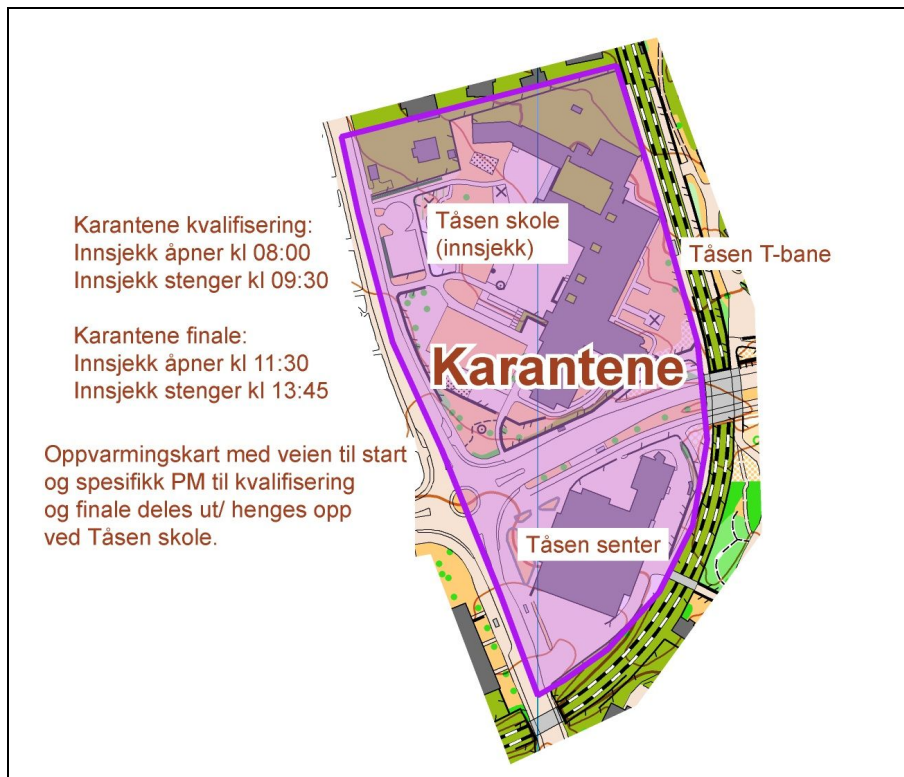 Karantene kvalifisering:
Innsjekk åpner kl 08:00
Innsjekk stenger kl 09:30
Karantene finale:
Innsjekk åpner kl 11:30
Innsjekk stenger kl 13:45
Oppvarmingskart med veien til start
og spesifikk PM til kvalifisering
og finale deles ut/ henges opp
ved Tåsen skole.
Tåsen skole
(innsjekk)
Tåsen T-bane
Karantene
Tåsen senter